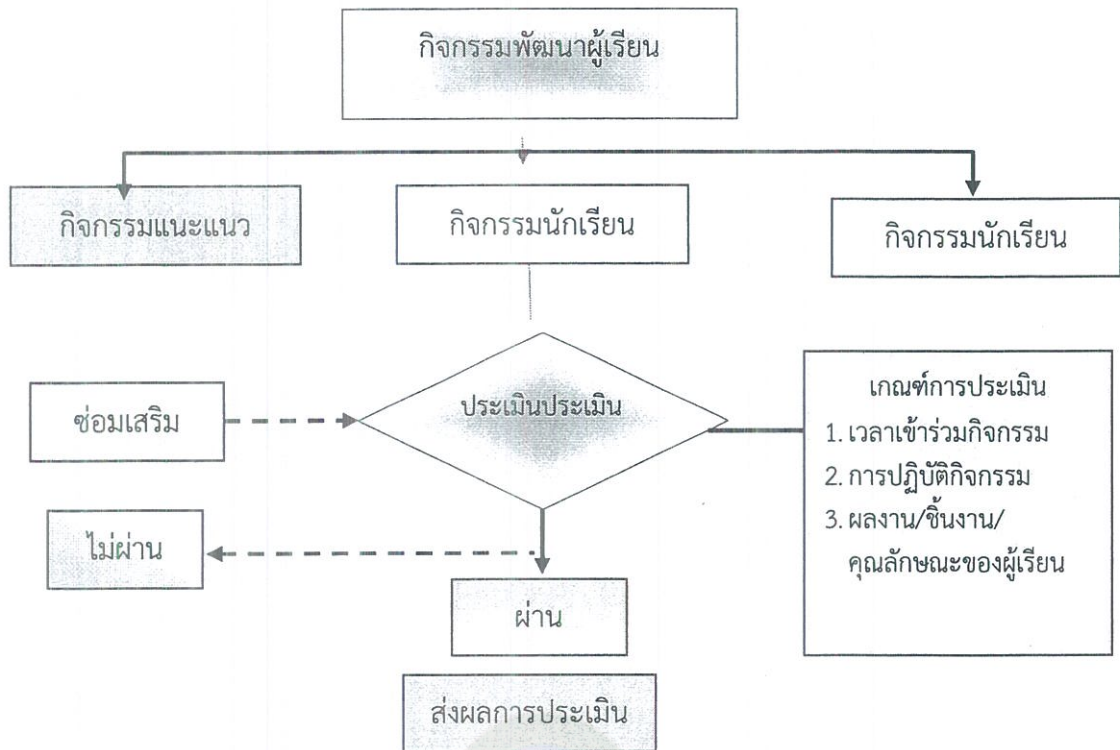 กิจกรรมพัฒนาผู้เรียน
กิจกรรมแนะแนว
กิจกรรมนักเรียน
กิจกรรมนักเรียน
ประเมินประเมิน
ซ่อมเสริม
ไม่ผ่าน
ผ่าน
ส่งผลการประเมิน
เกณฑ์การประเมิน
1. เวลาเข้าร่วมกิจกรรม
2. การปฏิบัติกิจกรรม
3. ผลงาน/ชิ้นงาน/
คุณลักษณะของผู้เรียน